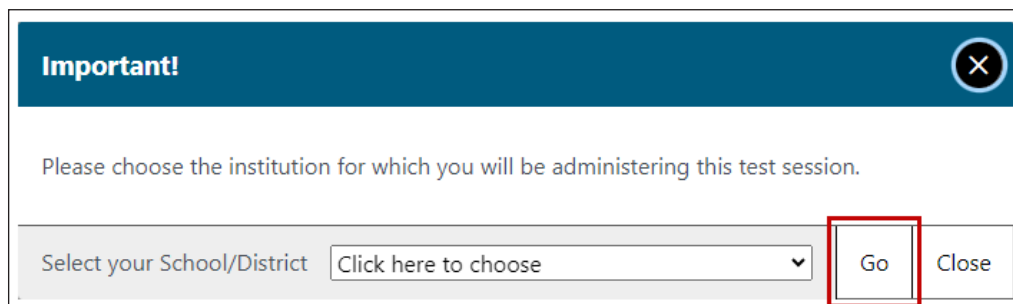 Important!
Please choose the institution for which you will be administering this test session.
Select your School/District Click here to choose Go Close